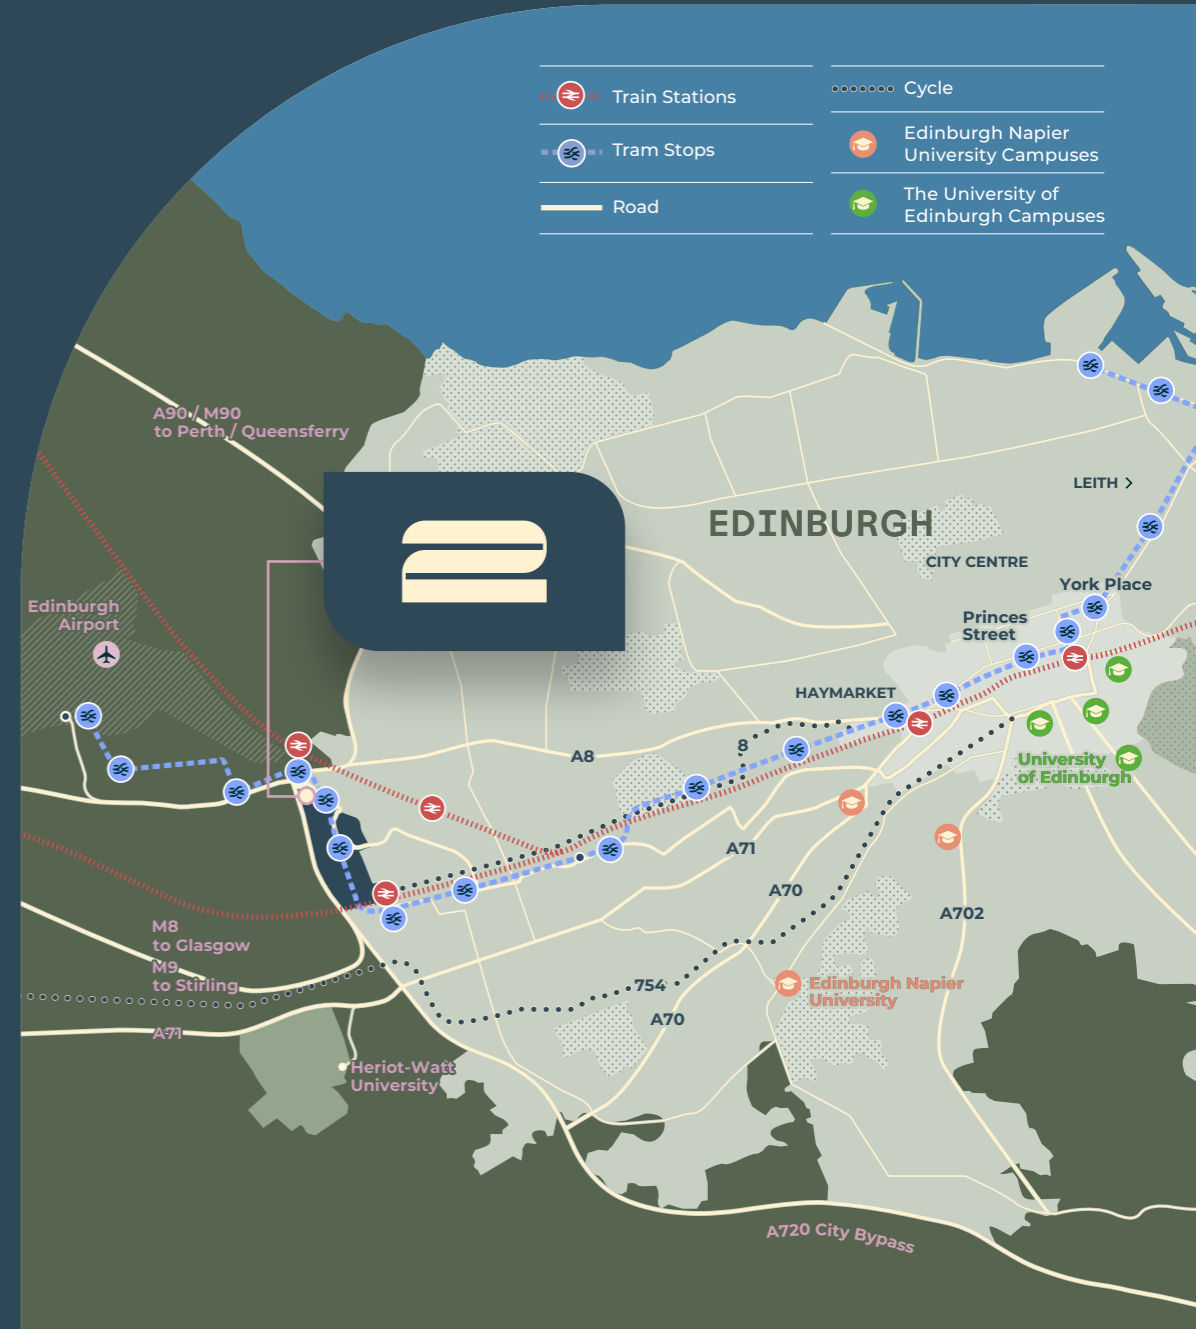 Train Stations
Tram Stops
Road
Cycle
Edinburgh Napier
University Campuses
The University of
Edinburgh Campuses
A90 / M90
to Perth / Queensferry
LEITH >
EDINBURGH
2
CITY CENTRE
York Place
Edinburgh
Airport
Princes
Street
HAYMARKET
8
A8
University
of Edinburgh
A71
A70
A702
M8
to Glasgow
M9
to Stirling
754
Edinburgh Napier
University
A70
A71
Heriot-Watt
University
A720 City Bypass